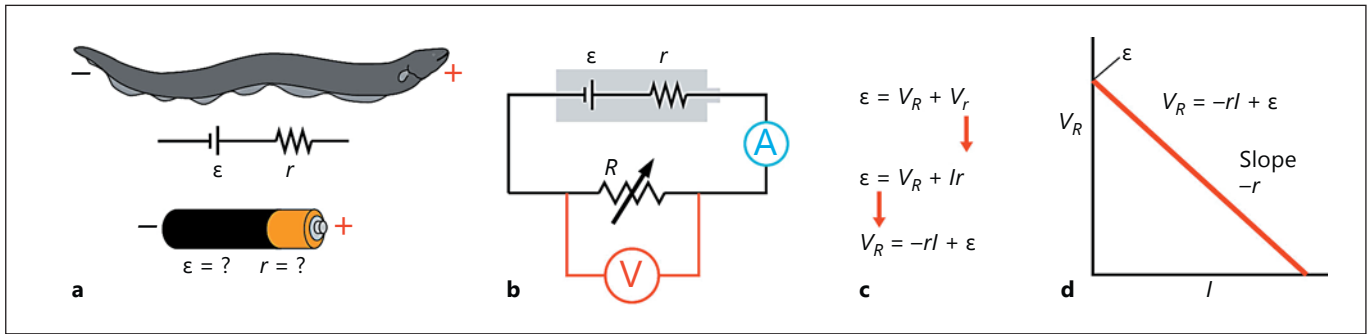 − +
ε r
− +
ε = ? r = ?
a
ε r
A
R
V
b
ε = V_R + V_r
ε = V_R + Ir
V_R = −rI + ε
c
ε
V_R = −rI + ε
V_R
Slope
−r
I
d